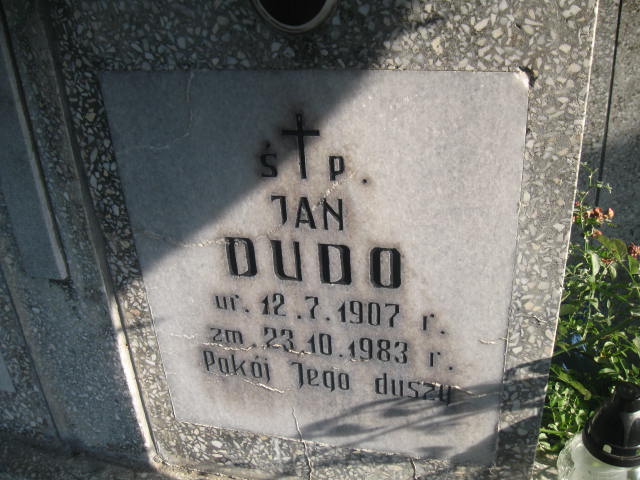 Ś P.
JAN
DUDO
ur. 12.7.1907 r.
zm. 23.10.1983 r.
Pokój Jego duszy